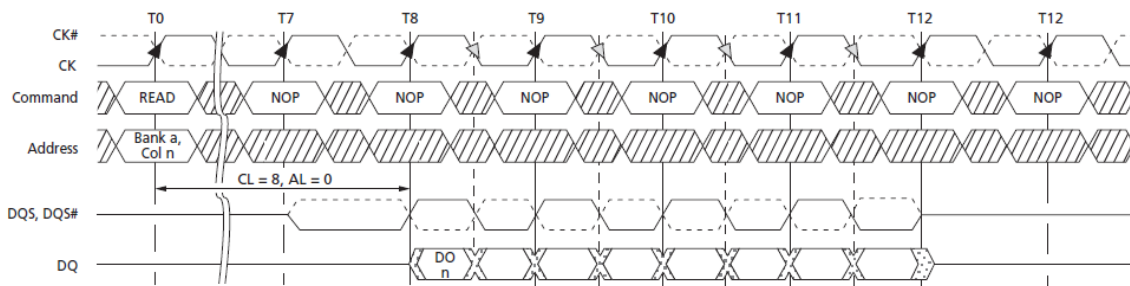 T0 T7 T8 T9 T10 T11 T12 T12
CK#
CK
Command READ NOP NOP NOP NOP NOP NOP NOP
Address Bank a,
Col n
CL = 8, AL = 0
DQS, DQS#
DQ DO
n